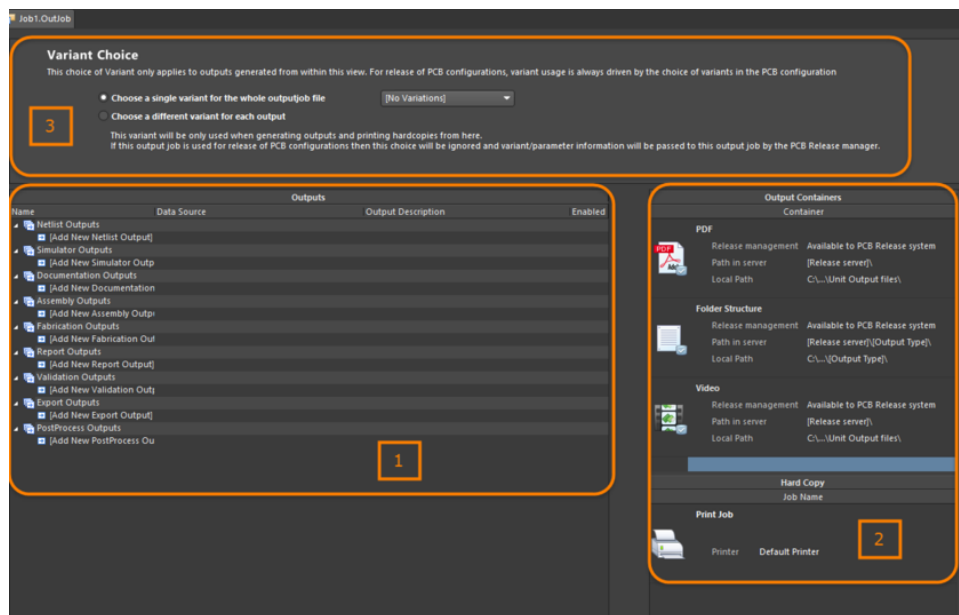 Job1.OutJob
Variant Choice
This choice of Variant only applies to outputs generated from within this view. For release of PCB configurations, variant usage is always driven by the choice of variants in the PCB configuration
Choose a single variant for the whole outputjob file
[No Variations]
Choose a different variant for each output
3
This variant will be only used when generating outputs and printing hardcopies from here.
If this output job is used for release of PCB configurations then this choice will be ignored and variant/parameter information will be passed to this output job by the PCB Release manager.
Outputs
Name Data Source Output Description Enabled
Netlist Outputs
[Add New Netlist Output]
Simulator Outputs
[Add New Simulator Outp
Documentation Outputs
[Add New Documentation
Assembly Outputs
[Add New Assembly Outp
Fabrication Outputs
[Add New Fabrication Out
Report Outputs
[Add New Report Output]
Validation Outputs
[Add New Validation Outp
Export Outputs
[Add New Export Output]
PostProcess Outputs
[Add New PostProcess Ou
1
Output Containers
Container
PDF
PDF
Release management Available to PCB Release system
Path in server [Release server]\
Local Path C:\...\Unit Output files\
Folder Structure
Release management Available to PCB Release system
Path in server [Release server]\[Output Type]\
Local Path C:\...\[Output Type]\
Video
Release management Available to PCB Release system
Path in server [Release server]\
Local Path C:\...\Unit Output files\
Hard Copy
Job Name
Print Job
Printer Default Printer
2